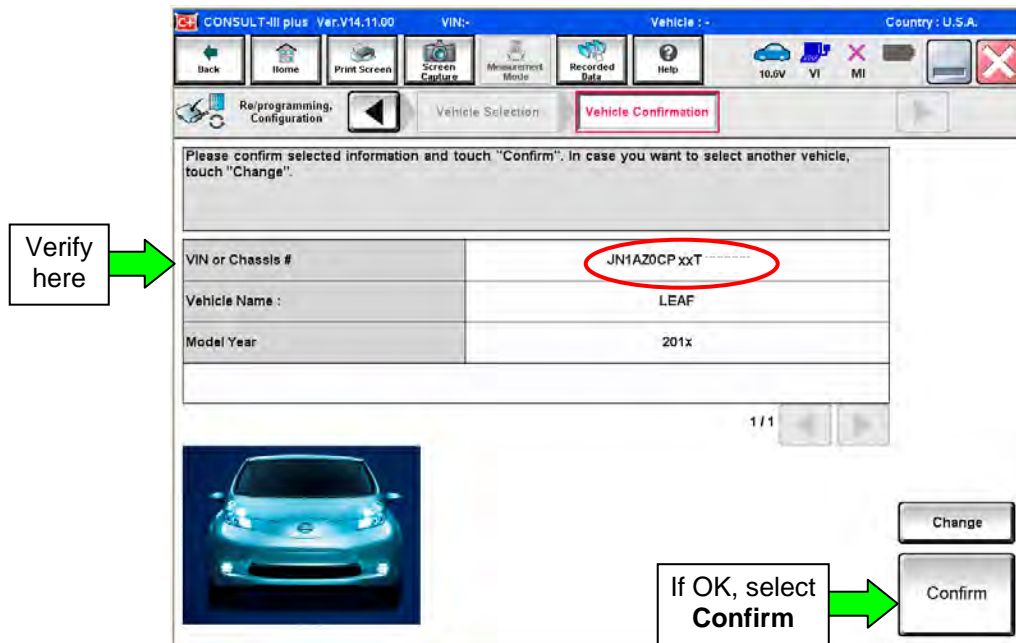 CONSULT-III plus Ver.V14.11.00 VIN:- Vehicle : - Country : U.S.A.
Back Home Print Screen Screen Capture Measurement Mode Recorded Data Help 10.6V VI MI
Re/programming, Configuration Vehicle Selection Vehicle Confirmation
Please confirm selected information and touch "Confirm". In case you want to select another vehicle,
touch "Change".
Verify
here
VIN or Chassis # JN1AZ0CP xxT
Vehicle Name : LEAF
Model Year 201x
1/1
Change
If OK, select
Confirm
Confirm